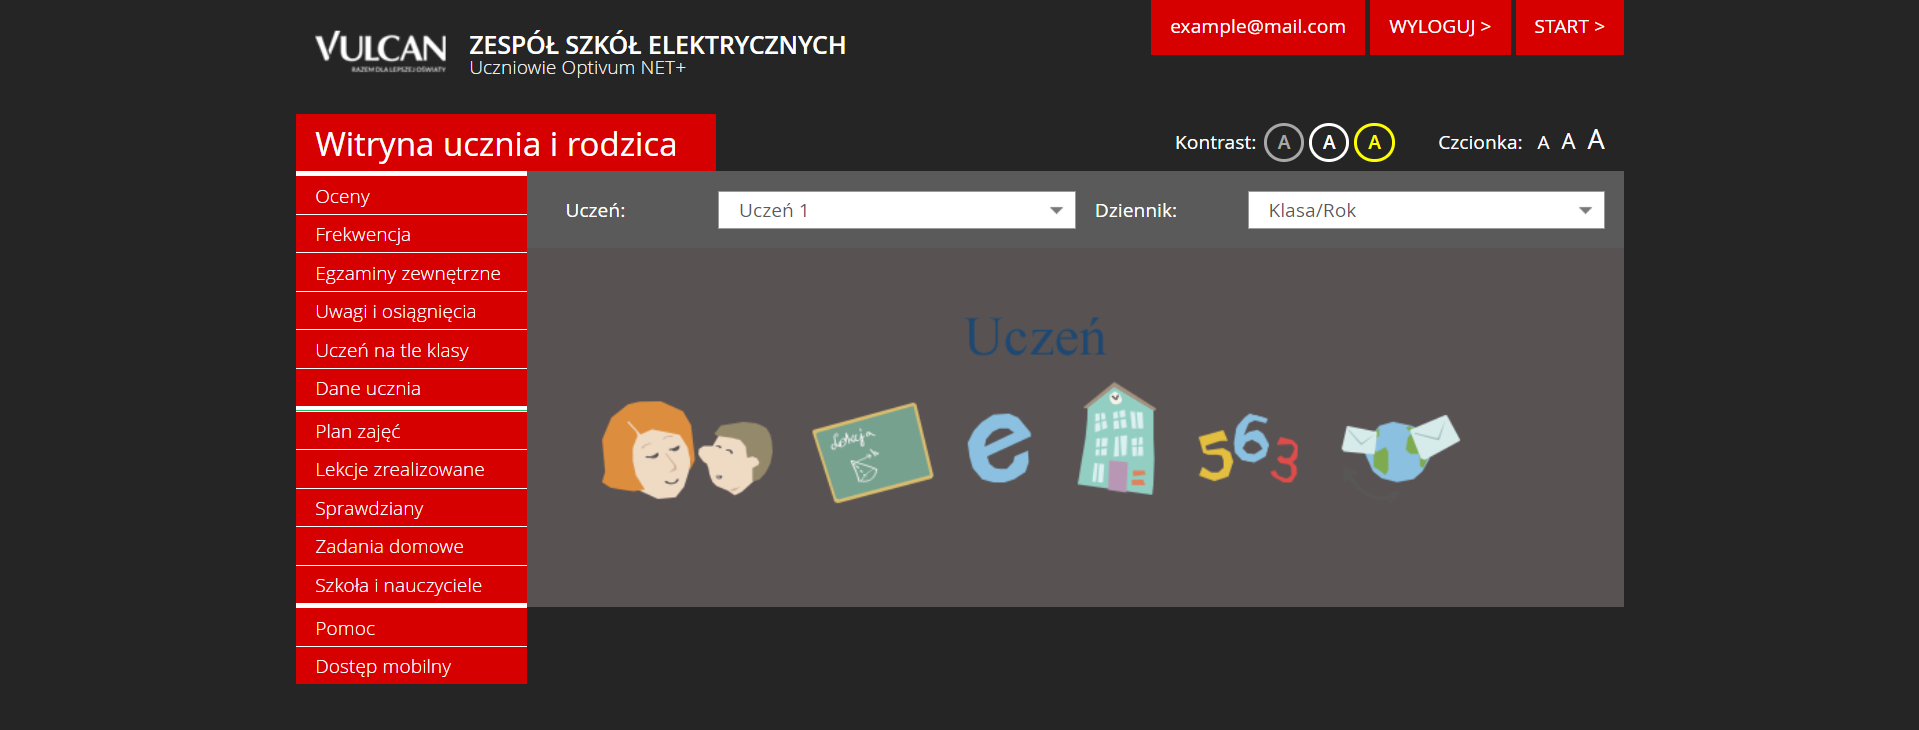 VULCAN
RAZEM DLA LEPSZEJ OŚWIATY
ZESPÓŁ SZKÓŁ ELEKTRYCZNYCH
Uczniowie Optivum NET+
example@mail.com
WYLOGUJ >
START >
Witryna ucznia i rodzica
Kontrast: A A A
Czcionka: A A A
Oceny
Frekwencja
Egzaminy zewnętrzne
Uwagi i osiągnięcia
Uczeń na tle klasy
Dane ucznia
Plan zajęć
Lekcje zrealizowane
Sprawdziany
Zadania domowe
Szkoła i nauczyciele
Pomoc
Dostęp mobilny
Uczeń: Uczeń 1
Dziennik: Klasa/Rok
Uczeń
Lekcja
e
563